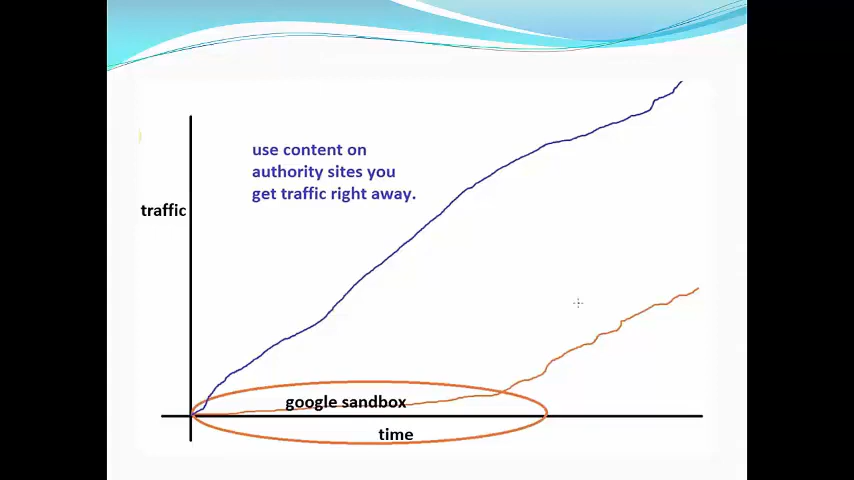 use content on
authority sites you
get traffic right away.
traffic
google sandbox
time